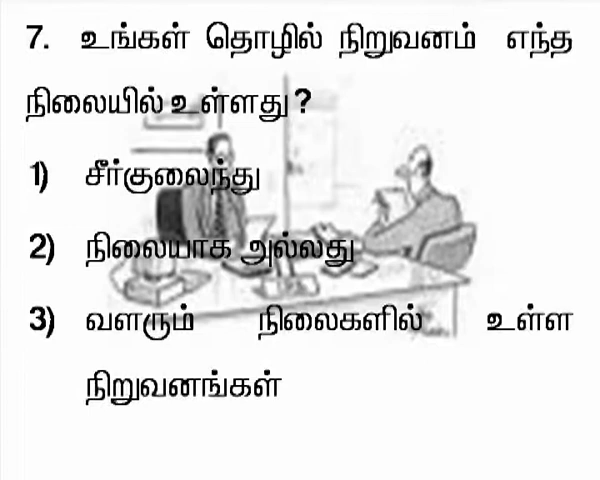 7. உங்கள் தொழில் நிறுவனம் எந்த
நிலையில் உள்ளது?
1) சீர்குலைந்து
2) நிலையாக அல்லது
3) வளரும் நிலைகளில் உள்ள
நிறுவனங்கள்